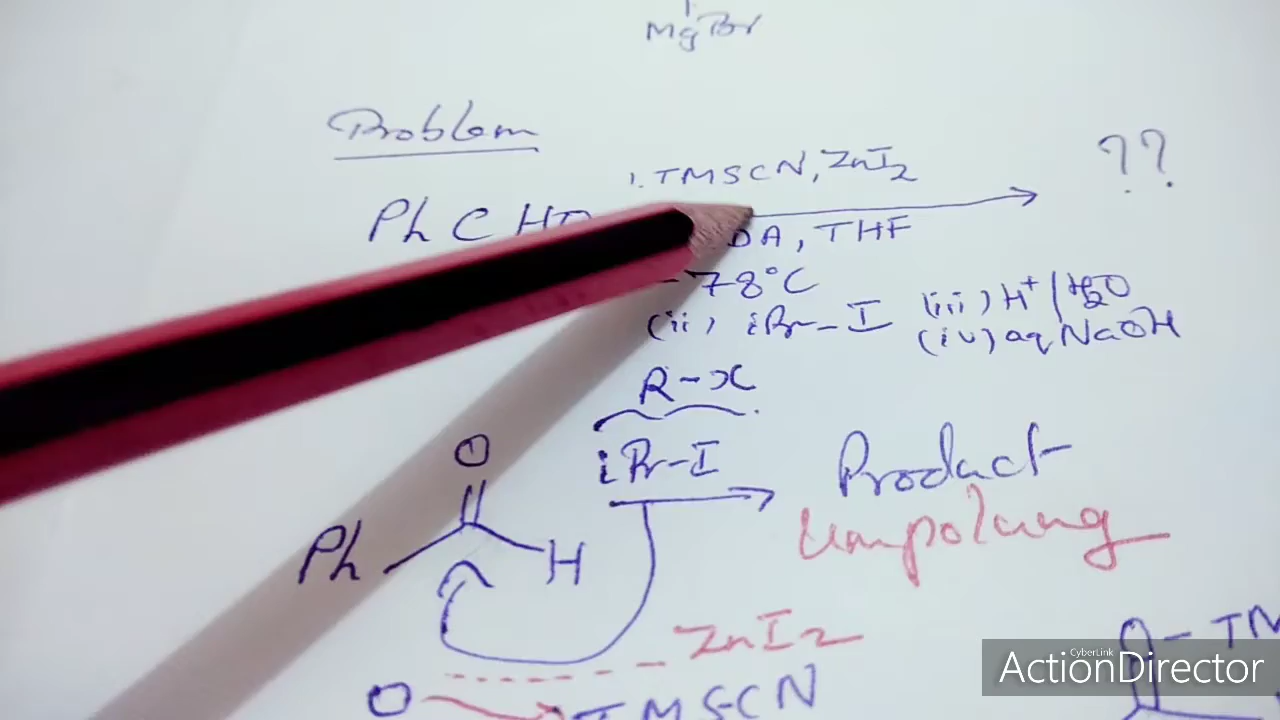 MgBr
Problem
PhCHO 1. TMSCN, ZnI2 ??
DA, THF
-78°C
(ii) iPr-I (iii) H+/H2O
(iv) aq NaOH
R-X
iPr-I
O
Product
Umpolung
Ph H
ZnI2
O-TM
O TMSCN
CyberLink
ActionDirector